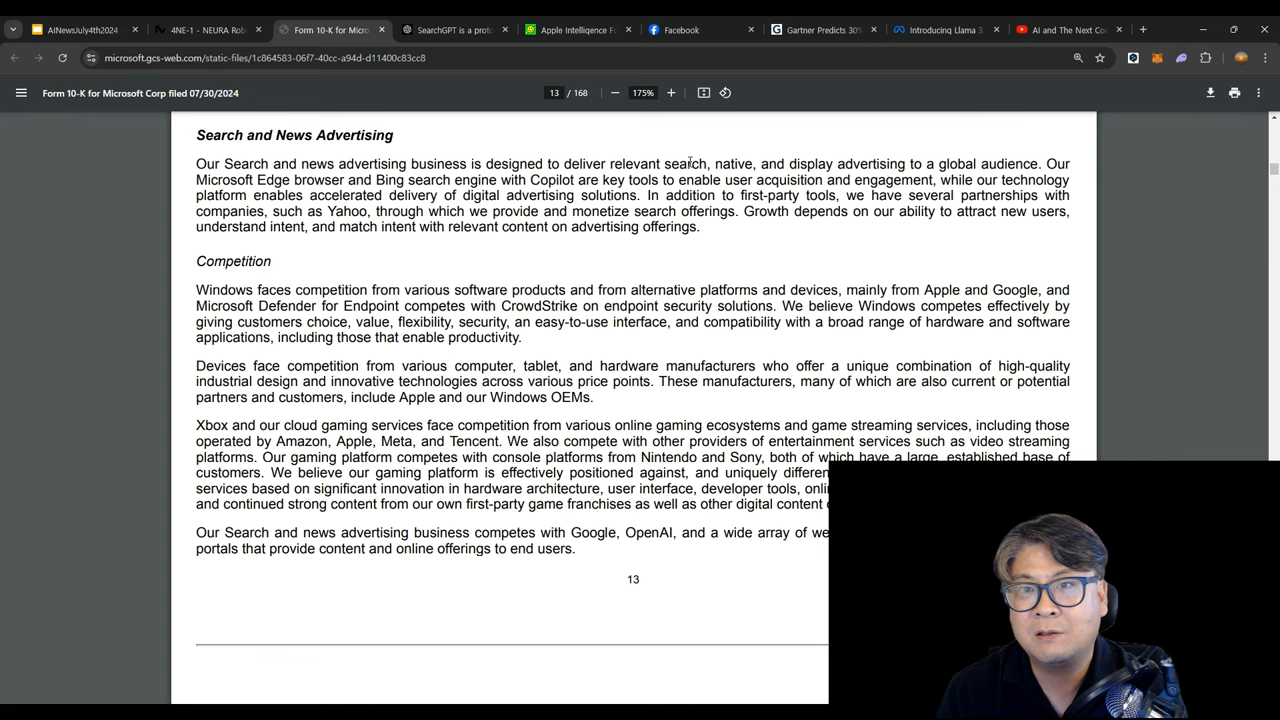 AINewsJuly4th2024
4NE-1 - NEURA Rob
Form 10-K for Micro
SearchGPT is a proto
Apple Intelligence Fo
Facebook
Gartner Predicts 30%
Introducing Llama 3
AI and The Next Co
microsoft.gcs-web.com/static-files/1c864583-06f7-40cc-a94d-d11400c83cc8
Form 10-K for Microsoft Corp filed 07/30/2024
13 / 168
175%
Search and News Advertising
Our Search and news advertising business is designed to deliver relevant search, native, and display advertising to a global audience. Our
Microsoft Edge browser and Bing search engine with Copilot are key tools to enable user acquisition and engagement, while our technology
platform enables accelerated delivery of digital advertising solutions. In addition to first-party tools, we have several partnerships with
companies, such as Yahoo, through which we provide and monetize search offerings. Growth depends on our ability to attract new users,
understand intent, and match intent with relevant content on advertising offerings.
Competition
Windows faces competition from various software products and from alternative platforms and devices, mainly from Apple and Google, and
Microsoft Defender for Endpoint competes with CrowdStrike on endpoint security solutions. We believe Windows competes effectively by
giving customers choice, value, flexibility, security, an easy-to-use interface, and compatibility with a broad range of hardware and software
applications, including those that enable productivity.
Devices face competition from various computer, tablet, and hardware manufacturers who offer a unique combination of high-quality
industrial design and innovative technologies across various price points. These manufacturers, many of which are also current or potential
partners and customers, include Apple and our Windows OEMs.
Xbox and our cloud gaming services face competition from various online gaming ecosystems and game streaming services, including those
operated by Amazon, Apple, Meta, and Tencent. We also compete with other providers of entertainment services such as video streaming
platforms. Our gaming platform competes with console platforms from Nintendo and Sony, both of which have a large, established base of
customers. We believe our gaming platform is effectively positioned against, and uniquely differen
services based on significant innovation in hardware architecture, user interface, developer tools, onli
and continued strong content from our own first-party game franchises as well as other digital content
Our Search and news advertising business competes with Google, OpenAI, and a wide array of we
portals that provide content and online offerings to end users.
13